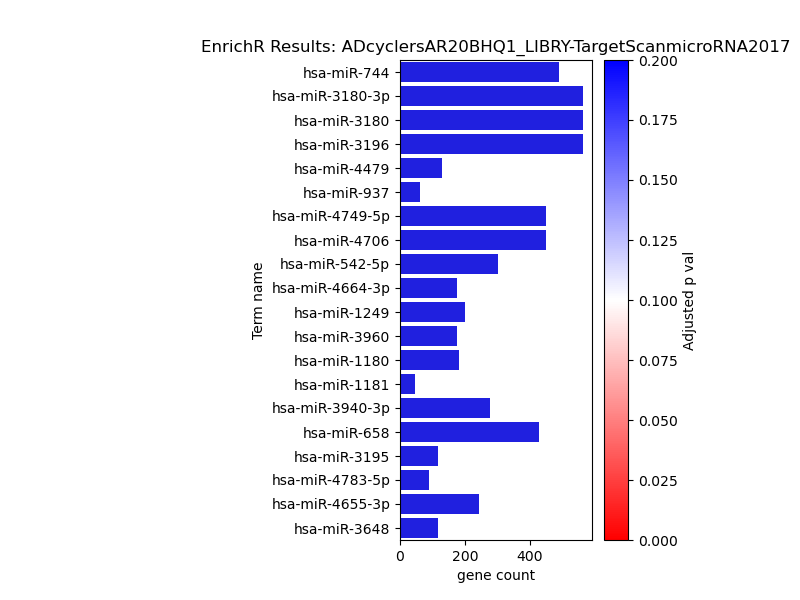 EnrichR Results: ADcyclersAR20BHQ1_LIBRY-TargetScanmicroRNA2017
hsa-miR-744
hsa-miR-3180-3p
hsa-miR-3180
hsa-miR-3196
hsa-miR-4479
hsa-miR-937
hsa-miR-4749-5p
hsa-miR-4706
hsa-miR-542-5p
hsa-miR-4664-3p
hsa-miR-1249
hsa-miR-3960
hsa-miR-1180
hsa-miR-1181
hsa-miR-3940-3p
hsa-miR-658
hsa-miR-3195
hsa-miR-4783-5p
hsa-miR-4655-3p
hsa-miR-3648
Term name
0 200 400
gene count
0.200
0.175
0.150
0.125
0.100
0.075
0.050
0.025
0.000
Adjusted p val